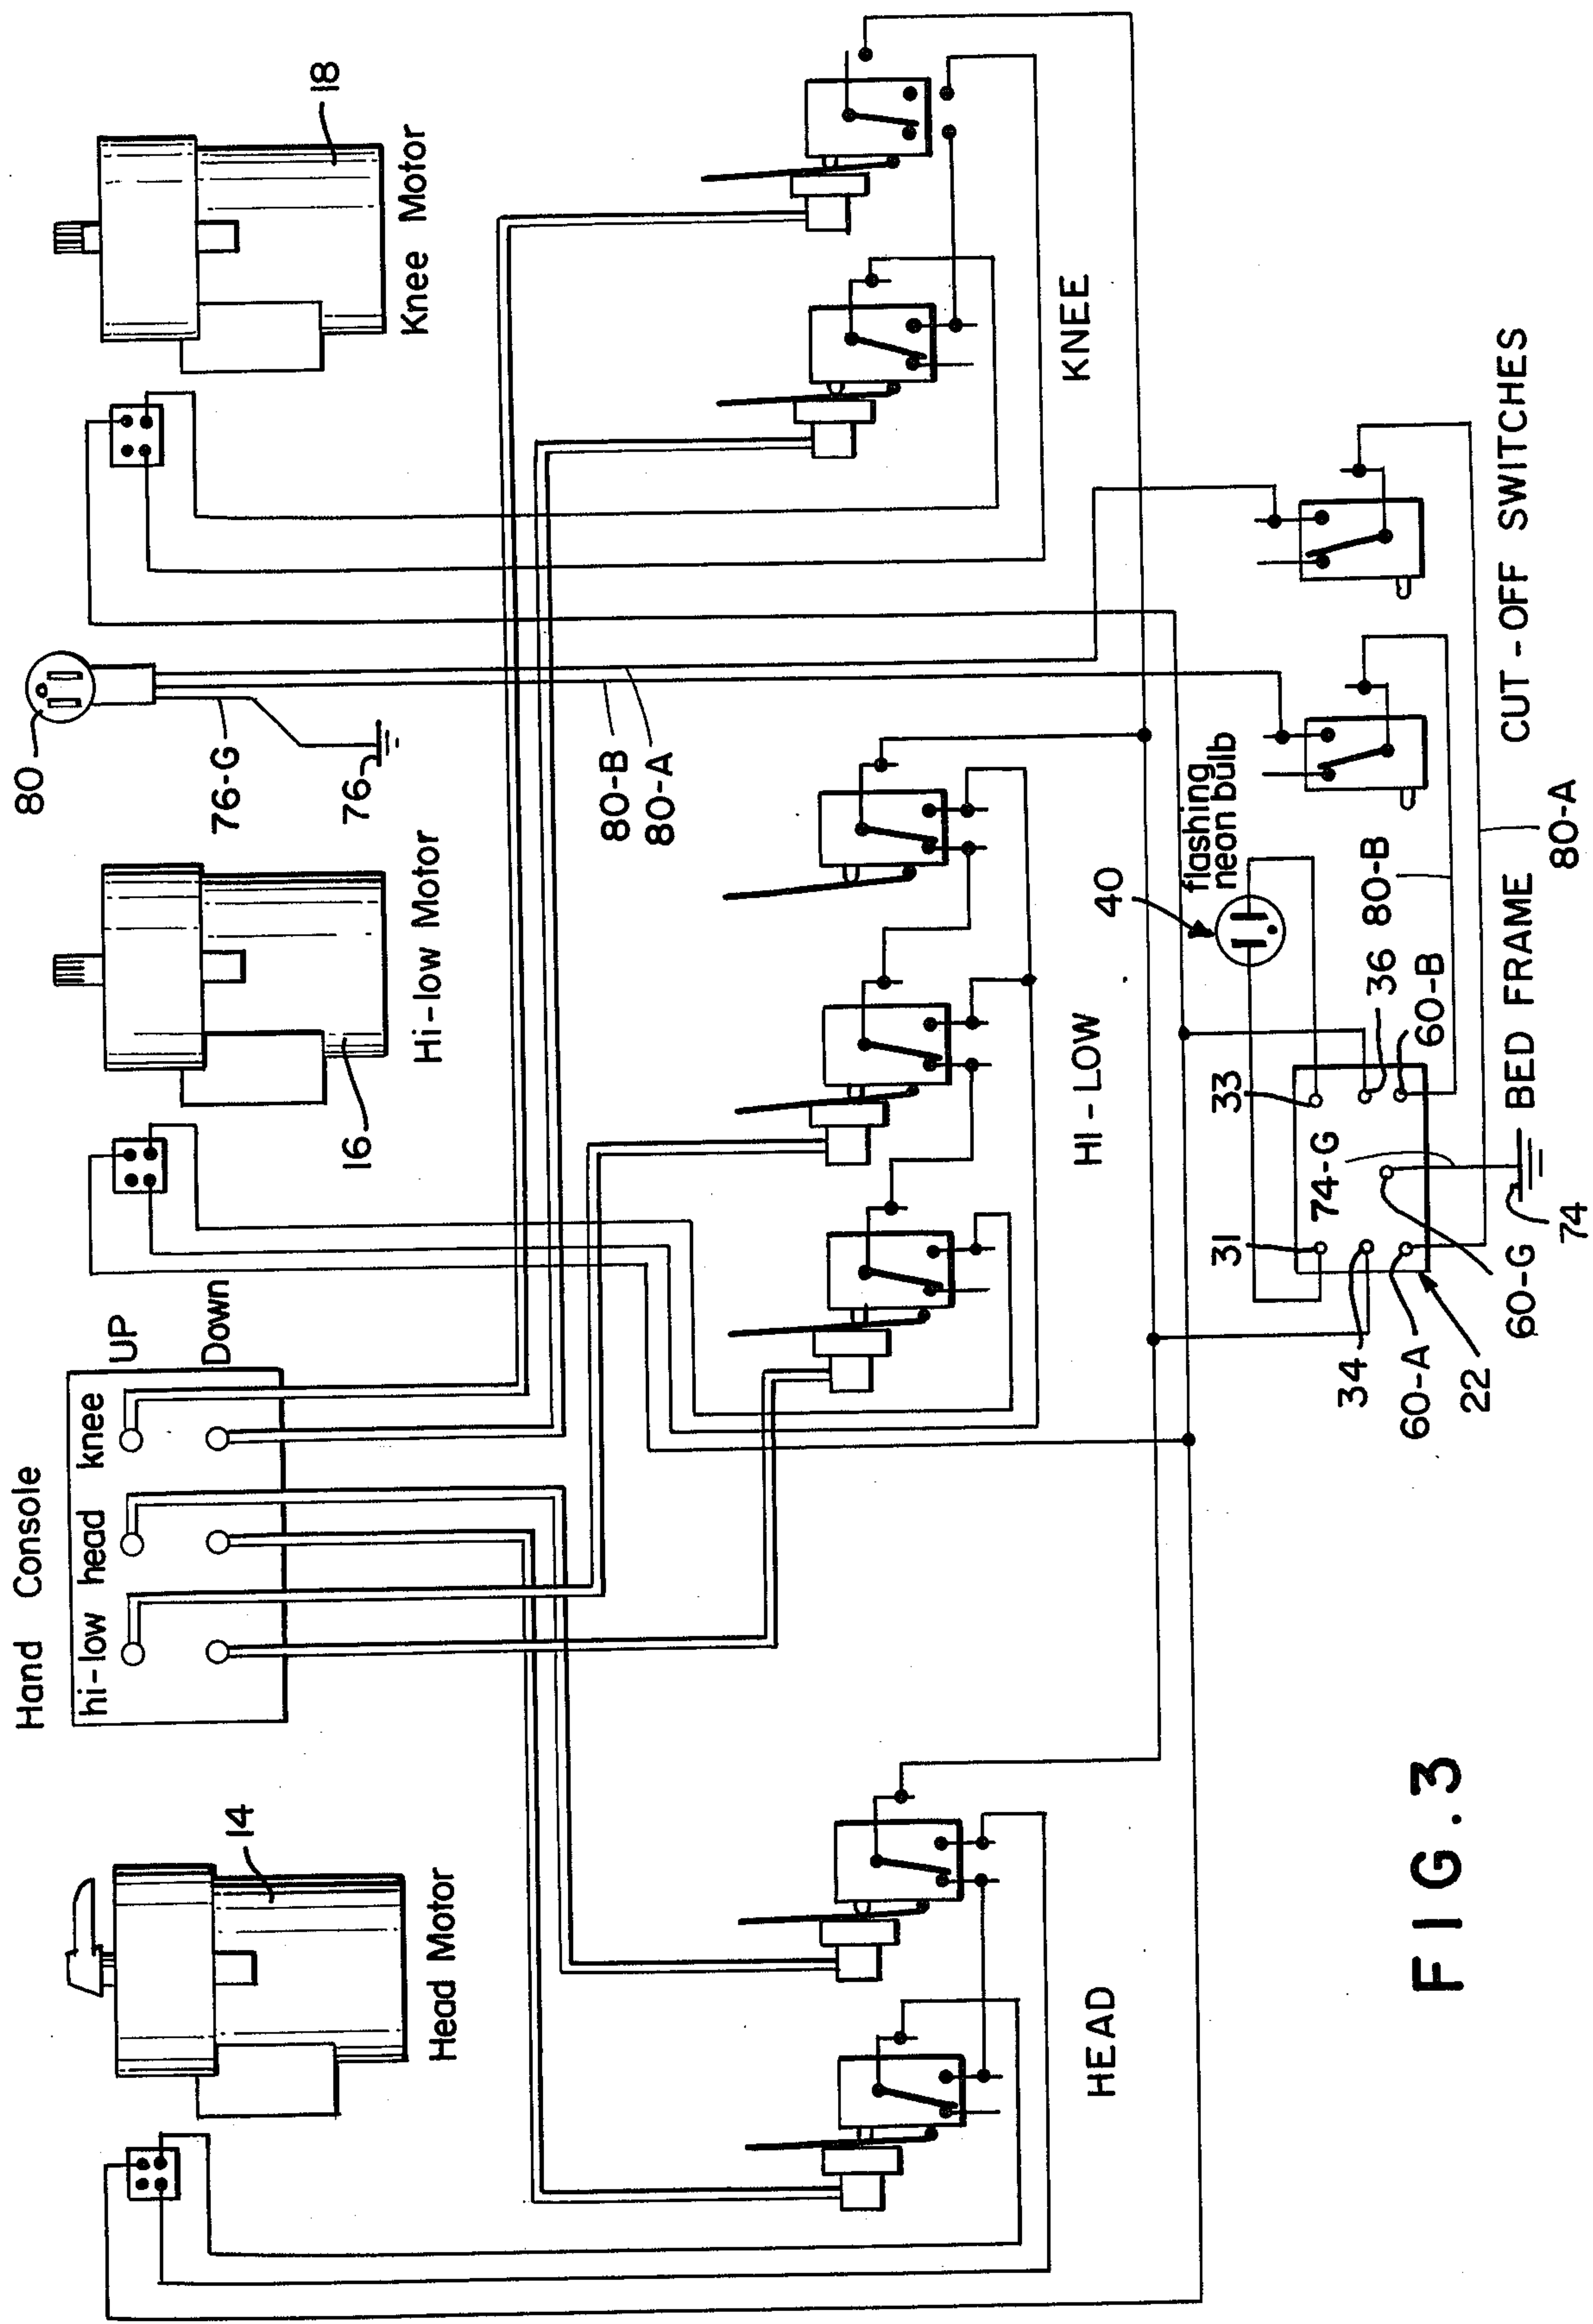 Hand Console
hi-low head knee
UP
Down
14
Head Motor
16
Hi-low Motor
80
76-G
76
18
Knee Motor
80-B
80-A
HEAD
HI-LOW
KNEE
40
flashing
neon bulb
31
33
74-G
34
36
60-A
60-B
22
60-G
74
BED FRAME
80-B
80-A
CUT-OFF SWITCHES
FIG.3